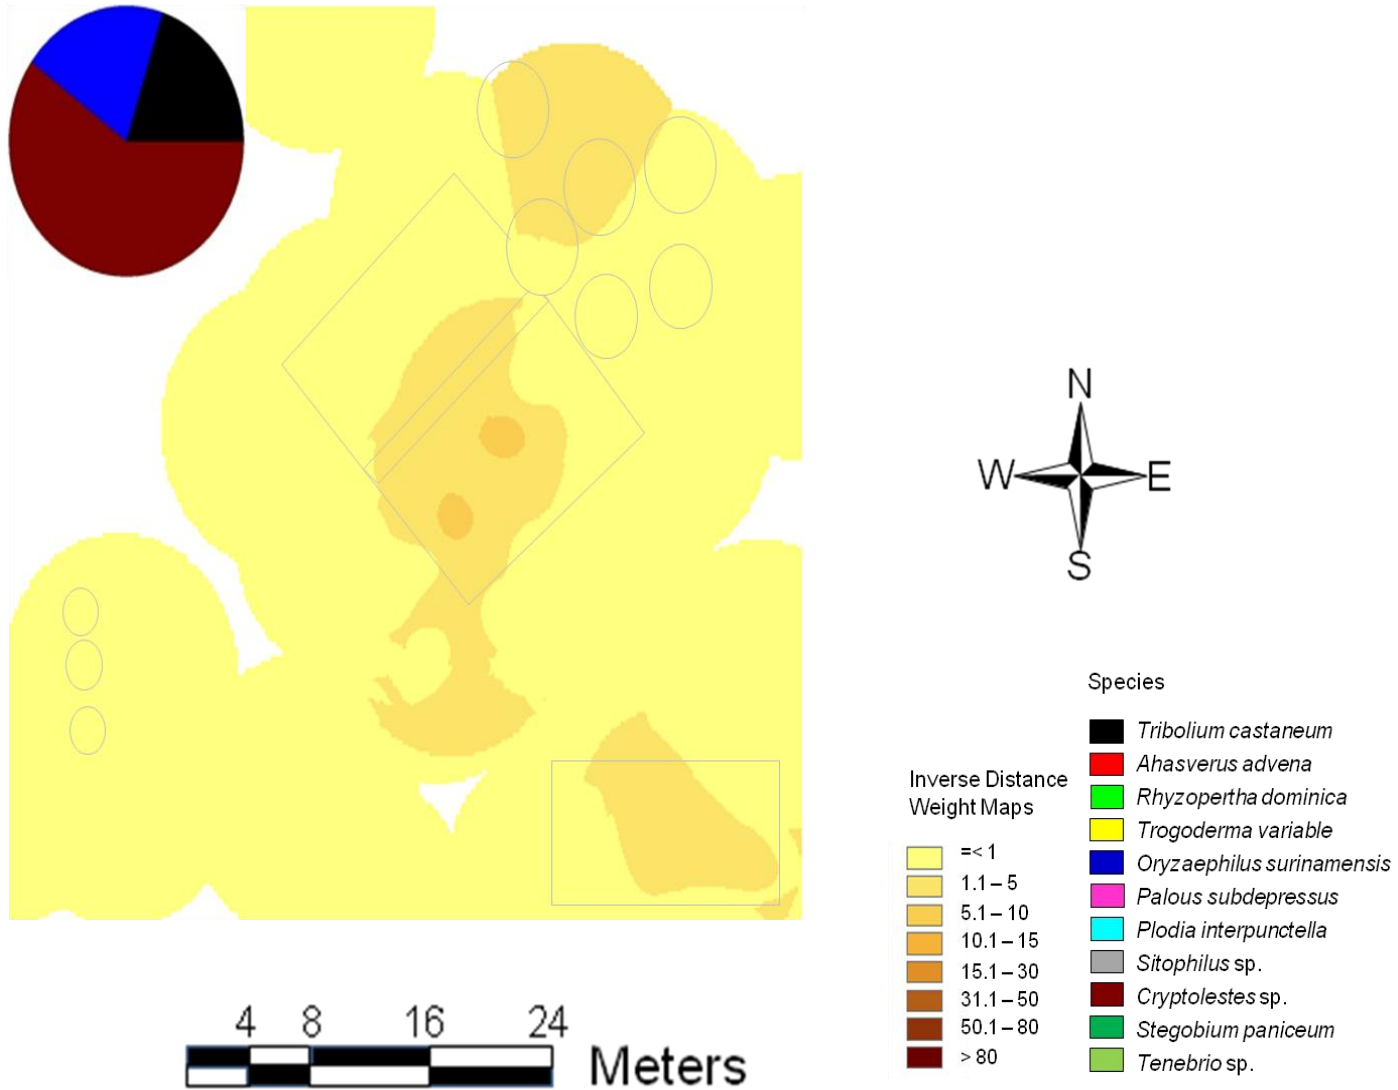 N
W E
S
Species
Tribolium castaneum
Ahasverus advena
Rhyzopertha dominica
Trogoderma variable
Oryzaephilus surinamensis
Palous subdepressus
Plodia interpunctella
Sitophilus sp.
Cryptolestes sp.
Stegobium paniceum
Tenebrio sp.
Inverse Distance
Weight Maps
=< 1
1.1 – 5
5.1 – 10
10.1 – 15
15.1 – 30
31.1 – 50
50.1 – 80
> 80
4 8 16 24
Meters